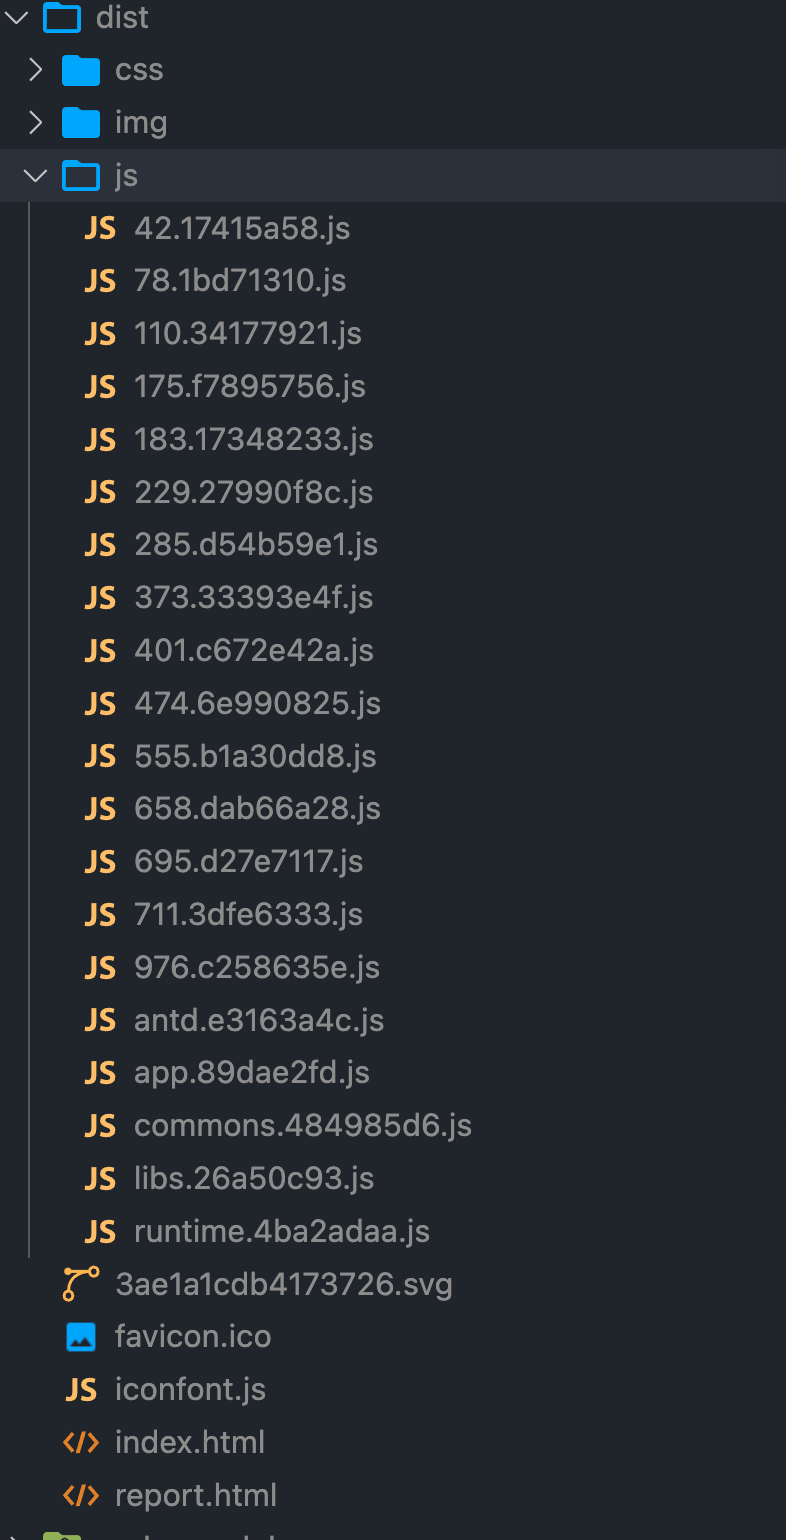 dist
css
img
js
JS 42.17415a58.js
JS 78.1bd71310.js
JS 110.34177921.js
JS 175.f7895756.js
JS 183.17348233.js
JS 229.27990f8c.js
JS 285.d54b59e1.js
JS 373.33393e4f.js
JS 401.c672e42a.js
JS 474.6e990825.js
JS 555.b1a30dd8.js
JS 658.dab66a28.js
JS 695.d27e7117.js
JS 711.3dfe6333.js
JS 976.c258635e.js
JS antd.e3163a4c.js
JS app.89dae2fd.js
JS commons.484985d6.js
JS libs.26a50c93.js
JS runtime.4ba2adaa.js
3ae1a1cdb4173726.svg
favicon.ico
JS iconfont.js
index.html
report.html